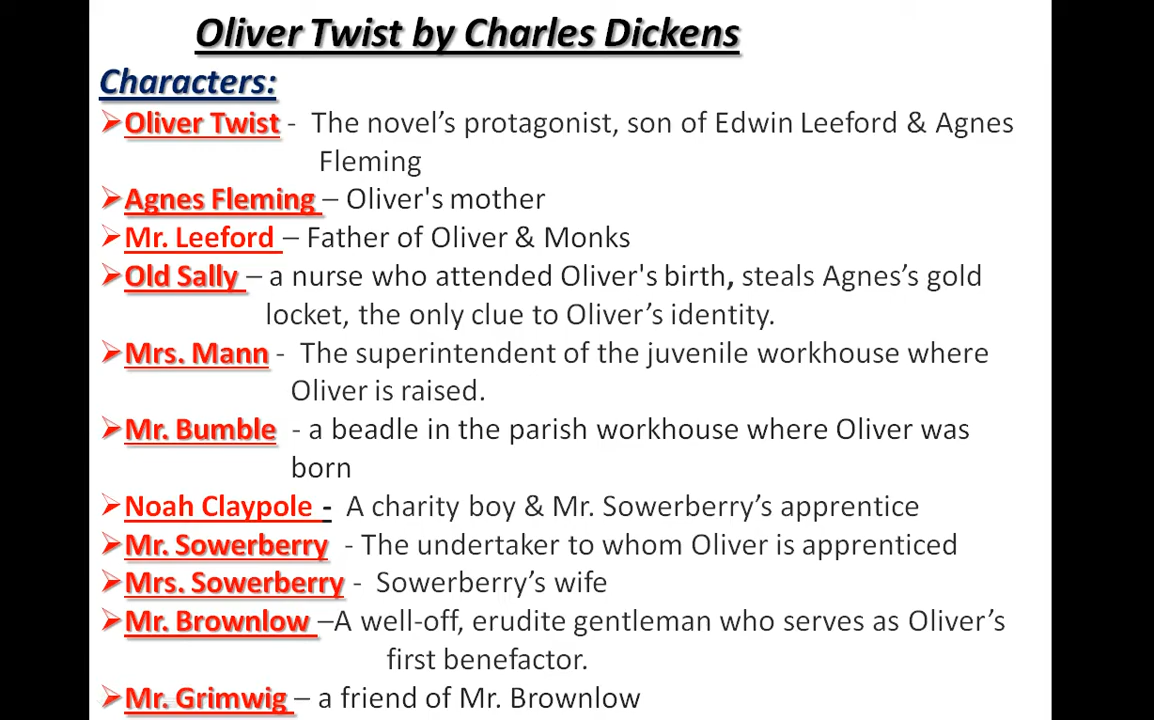 Oliver Twist by Charles Dickens
Characters:
➢Oliver Twist - The novel’s protagonist, son of Edwin Leeford & Agnes
Fleming
➢Agnes Fleming – Oliver's mother
➢Mr. Leeford – Father of Oliver & Monks
➢Old Sally – a nurse who attended Oliver's birth, steals Agnes’s gold
locket, the only clue to Oliver’s identity.
➢Mrs. Mann - The superintendent of the juvenile workhouse where
Oliver is raised.
➢Mr. Bumble - a beadle in the parish workhouse where Oliver was
born
➢Noah Claypole - A charity boy & Mr. Sowerberry’s apprentice
➢Mr. Sowerberry - The undertaker to whom Oliver is apprenticed
➢Mrs. Sowerberry - Sowerberry’s wife
➢Mr. Brownlow –A well-off, erudite gentleman who serves as Oliver’s
first benefactor.
➢Mr. Grimwig – a friend of Mr. Brownlow